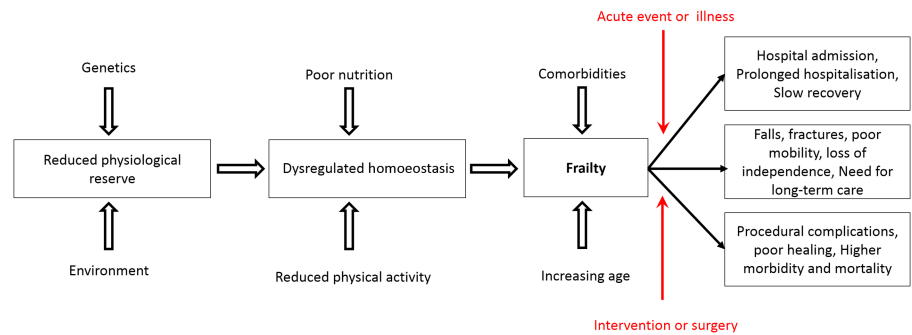 Acute event or illness
Genetics
Poor nutrition
Comorbidities
Hospital admission,
Prolonged hospitalisation,
Slow recovery
Reduced physiological
reserve
Dysregulated homoeostasis
Frailty
Falls, fractures, poor
mobility, loss of
independence, Need for
long-term care
Environment
Reduced physical activity
Increasing age
Procedural complications,
poor healing, Higher
morbidity and mortality
Intervention or surgery